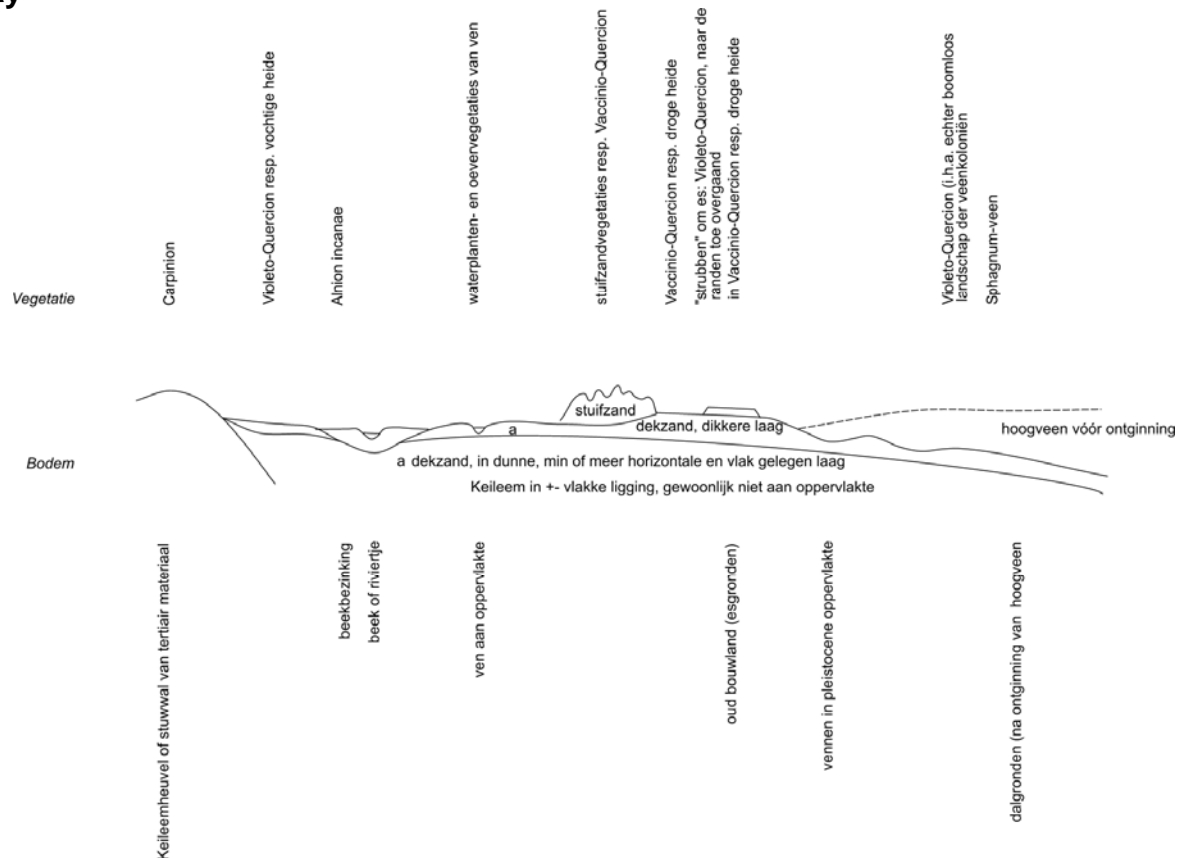 ay
Vegetatie
Carpinion
Violeto-Quercion resp. vochtige heide
Alnion incanae
waterplanten- en oevervegetaties van ven
stuifzandvegetaties resp. Vaccinio-Quercion
Vaccinio-Quercion resp. droge heide
"strubben" om es: Violeto-Quercion, naar de
randen toe overgaand
in Vaccinio-Quercion resp. droge heide
Violeto-Quercion (i.h.a. echter boomloos
landschap der veenkoloniën
Sphagnum-veen
stuifzand
a
dekzand, dikkere laag
hoogveen vóór ontginning
Bodem
a dekzand, in dunne, min of meer horizontale en vlak gelegen laag
Keileem in +- vlakke ligging, gewoonlijk niet aan oppervlakte
Keileemheuvel of stuwwal van tertiair materiaal
beekbezinking
beek of riviertje
ven aan oppervlakte
oud bouwland (esgronden)
vennen in pleistocene oppervlakte
dalgronden (na ontginning van hoogveen